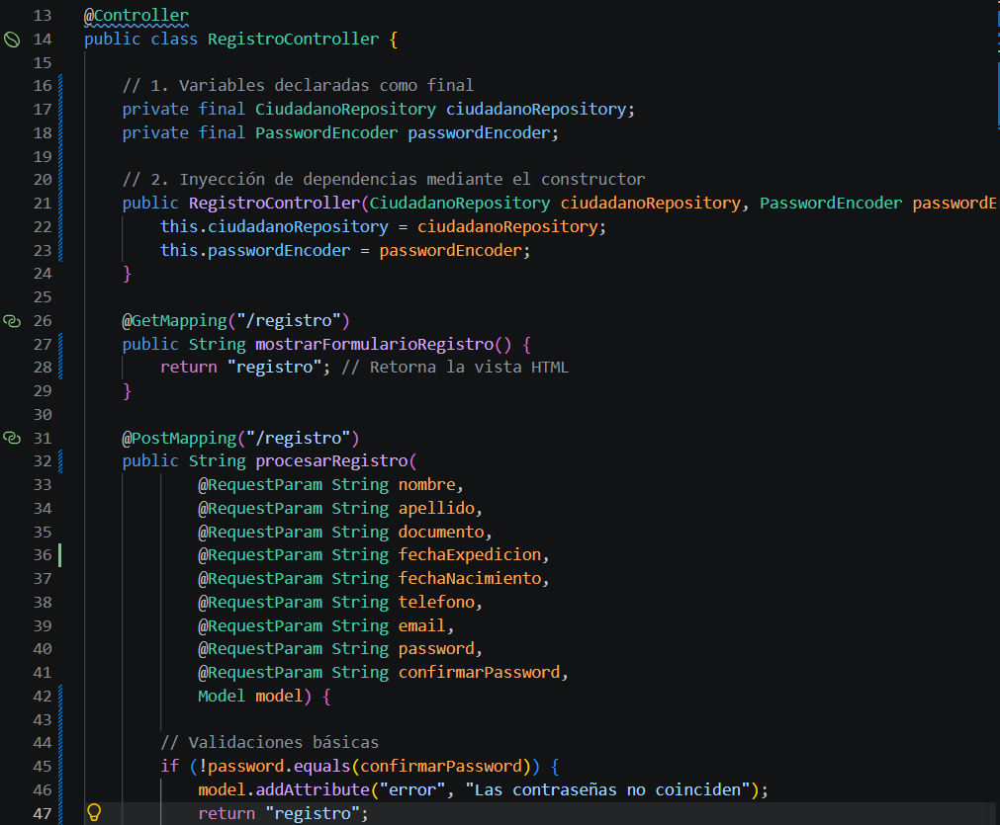 13 @Controller
14 public class RegistroController {
15
16 // 1. Variables declaradas como final
17 private final CiudadanoRepository ciudadanoRepository;
18 private final PasswordEncoder passwordEncoder;
19
20 // 2. Inyección de dependencias mediante el constructor
21 public RegistroController(CiudadanoRepository ciudadanoRepository, PasswordEncoder passwordE
22 this.ciudadanoRepository = ciudadanoRepository;
23 this.passwordEncoder = passwordEncoder;
24 }
25
26 @GetMapping("/registro")
27 public String mostrarFormularioRegistro() {
28 return "registro"; // Retorna la vista HTML
29 }
30
31 @PostMapping("/registro")
32 public String procesarRegistro(
33 @RequestParam String nombre,
34 @RequestParam String apellido,
35 @RequestParam String documento,
36 @RequestParam String fechaExpedicion,
37 @RequestParam String fechaNacimiento,
38 @RequestParam String telefono,
39 @RequestParam String email,
40 @RequestParam String password,
41 @RequestParam String confirmarPassword,
42 Model model) {
43
44 // Validaciones básicas
45 if (!password.equals(confirmarPassword)) {
46 model.addAttribute("error", "Las contraseñas no coinciden");
47 return "registro";